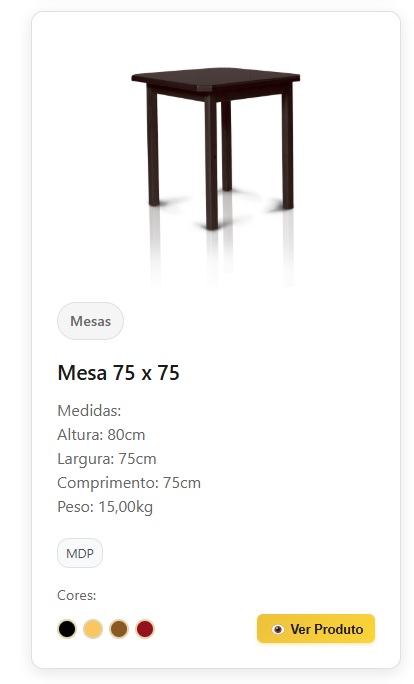 Mesas
Mesa 75 x 75
Medidas:
Altura: 80cm
Largura: 75cm
Comprimento: 75cm
Peso: 15,00kg
MDP
Cores:
Ver Produto